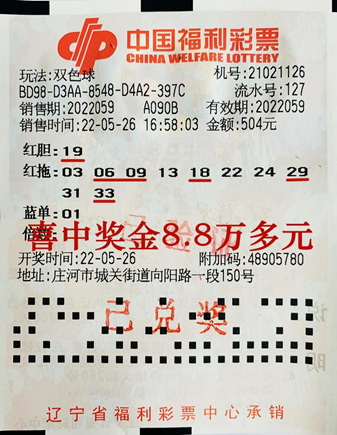 中国福利彩票
CHINA WELFARE LOTTERY
玩法:双色球 机号:21021126
BD98-D3AA-8548-D4A2-397C 流水号:127
销售期:2022059 A090B 有效期:2022059
销售时间:22-05-26 16:58:03 金额:504元
红胆:19
红拖:03 06 09 13 18 22 24 29
31 33
蓝单:01
倍数
喜中奖金8.8万多元
开奖时间:22-05-26 附加码:48905780
地址:庄河市城关街道向阳路一段150号
已兑奖
辽宁省福利彩票中心承销